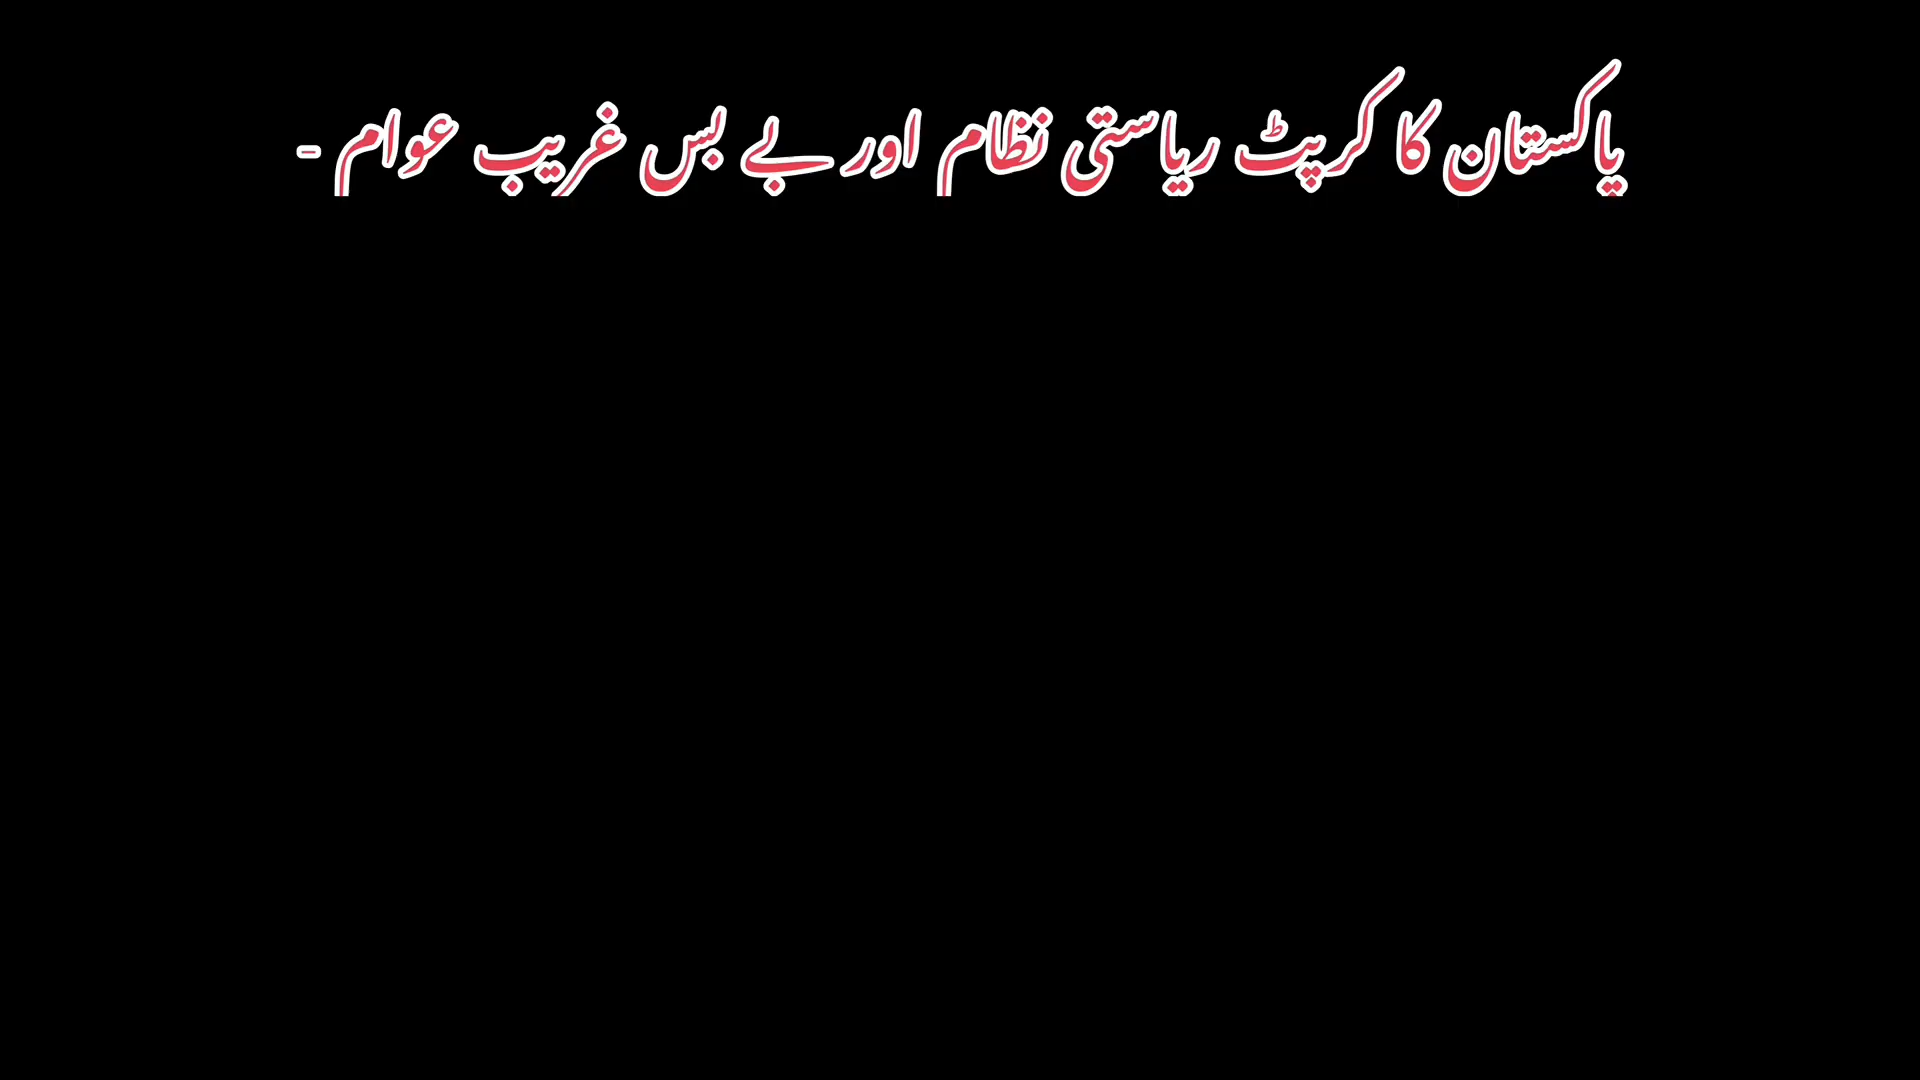 پاکستان کا کرپٹ ریاستی نظام اور بے بس غریب عوام -